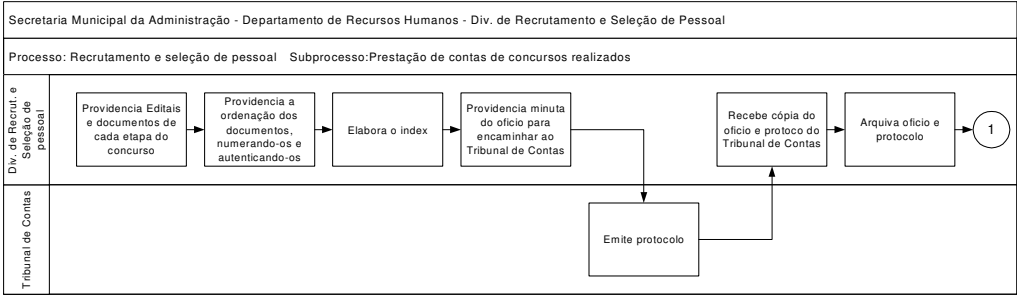 Secretaria Municipal da Administração - Departamento de Recursos Humanos - Div. de Recrutamento e Seleção de Pessoal
Processo: Recrutamento e seleção de pessoal   Subprocesso:Prestação de contas de concursos realizados
Div. de Recrut. e
Seleção de
pessoal
Providencia Editais
e documentos de
cada etapa do
concurso
Providencia a
ordenação dos
documentos,
numerando-os e
autenticando-os
Elabora o index
Providencia minuta
do oficio para
encaminhar ao
Tribunal de Contas
Recebe cópia do
oficio e protoco do
Tribunal de Contas
Arquiva oficio e
protocolo
1
Tribunal de Contas
Emite protocolo